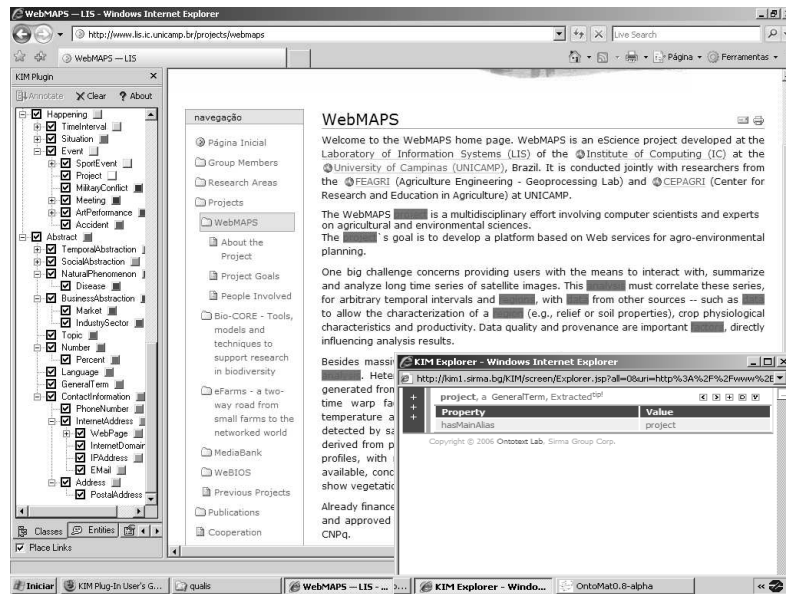 WebMAPS — LIS - Windows Internet Explorer
http://www.lis.ic.unicamp.br/projects/webmaps
Live Search
WebMAPS — LIS
Página
Ferramentas
KIM Plugin
Annotate
Clear
? About
Happening
TimeInterval
Situation
Event
SportEvent
Project
MilitaryConflict
Meeting
ArtPerformance
Accident
Abstract
TemporalAbstraction
SocialAbstraction
NaturalPhenomenon
Disease
BusinessAbstraction
Market
IndustrySector
Topic
Number
Percent
Language
GeneralTerm
ContactInformation
PhoneNumber
InternetAddress
WebPage
InternetDomain
IPAddress
EMail
Address
PostalAddress
Classes
Entities
Place Links
navegação
Página Inicial
Group Members
Research Areas
Projects
WebMAPS
About the
Project
Project Goals
People Involved
Bio-CORE - Tools,
models and
techniques to
support research
in biodiversity
eFarms - a two-
way road from
small farms to the
networked world
MediaBank
WeBIOS
Previous Projects
Publications
Cooperation
WebMAPS
Welcome to the WebMAPS home page. WebMAPS is an eScience project developed at the
Laboratory of Information Systems (LIS) of the Institute of Computing (IC) at the
University of Campinas (UNICAMP), Brazil. It is conducted jointly with researchers from
the FEAGRI (Agriculture Engineering - Geoprocessing Lab) and CEPAGRI (Center for
Research and Education in Agriculture) at UNICAMP.
The WebMAPS project is a multidisciplinary effort involving computer scientists and experts
on agricultural and environmental sciences.
The project`s goal is to develop a platform based on Web services for agro-environmental
planning.
One big challenge concerns providing users with the means to interact with, summarize
and analyze long time series of satellite images. This analysis must correlate these series,
for arbitrary temporal intervals and regions, with data from other sources -- such as data
to allow the characterization of a region (e.g., relief or soil properties), crop physiological
characteristics and productivity. Data quality and provenance are important factors, directly
influencing analysis results.
Besides massi
analysis. Hete
generated from
time warp fa
temperature a
detected by sa
derived from p
profiles, with
available, conc
show vegetatio
Already finance
and approved
CNPq.
KIM Explorer - Windows Internet Explorer
http://kim1.sirma.bg/KIM/screen/Explorer.jsp?all=0&uri=http%3A%2F%2Fwww%2E
project, a GeneralTerm, Extracted tip!
Property Value
hasMainAlias project
Copyright © 2006 Ontotext Lab, Sirma Group Corp.
Iniciar
KIM Plug-In User's G...
qualis
WebMAPS — LIS - ...
KIM Explorer - Windo...
OntoMat0.8-alpha